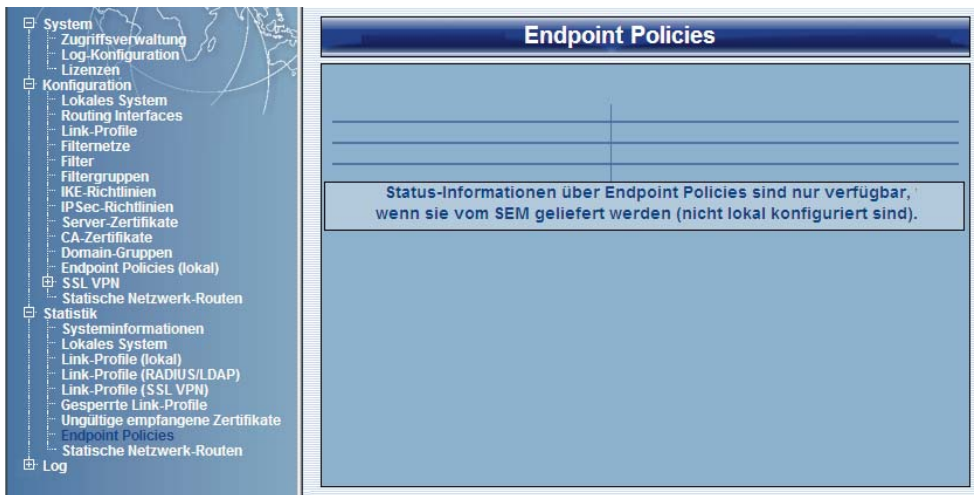 System
Zugriffsverwaltung
Log-Konfiguration
Lizenzen
Konfiguration
Lokales System
Routing Interfaces
Link-Profile
Filternetze
Filter
Filtergruppen
IKE-Richtlinien
IPSec-Richtlinien
Server-Zertifikate
CA-Zertifikate
Domain-Gruppen
Endpoint Policies (lokal)
SSL VPN
Statische Netzwerk-Routen
Statistik
Systeminformationen
Lokales System
Link-Profile (lokal)
Link-Profile (RADIUS/LDAP)
Link-Profile (SSL VPN)
Gesperrte Link-Profile
Ungültige empfangene Zertifikate
Endpoint Policies
Statische Netzwerk-Routen
Log
Endpoint Policies
Status-Informationen über Endpoint Policies sind nur verfügbar,
wenn sie vom SEM geliefert werden (nicht lokal konfiguriert sind).